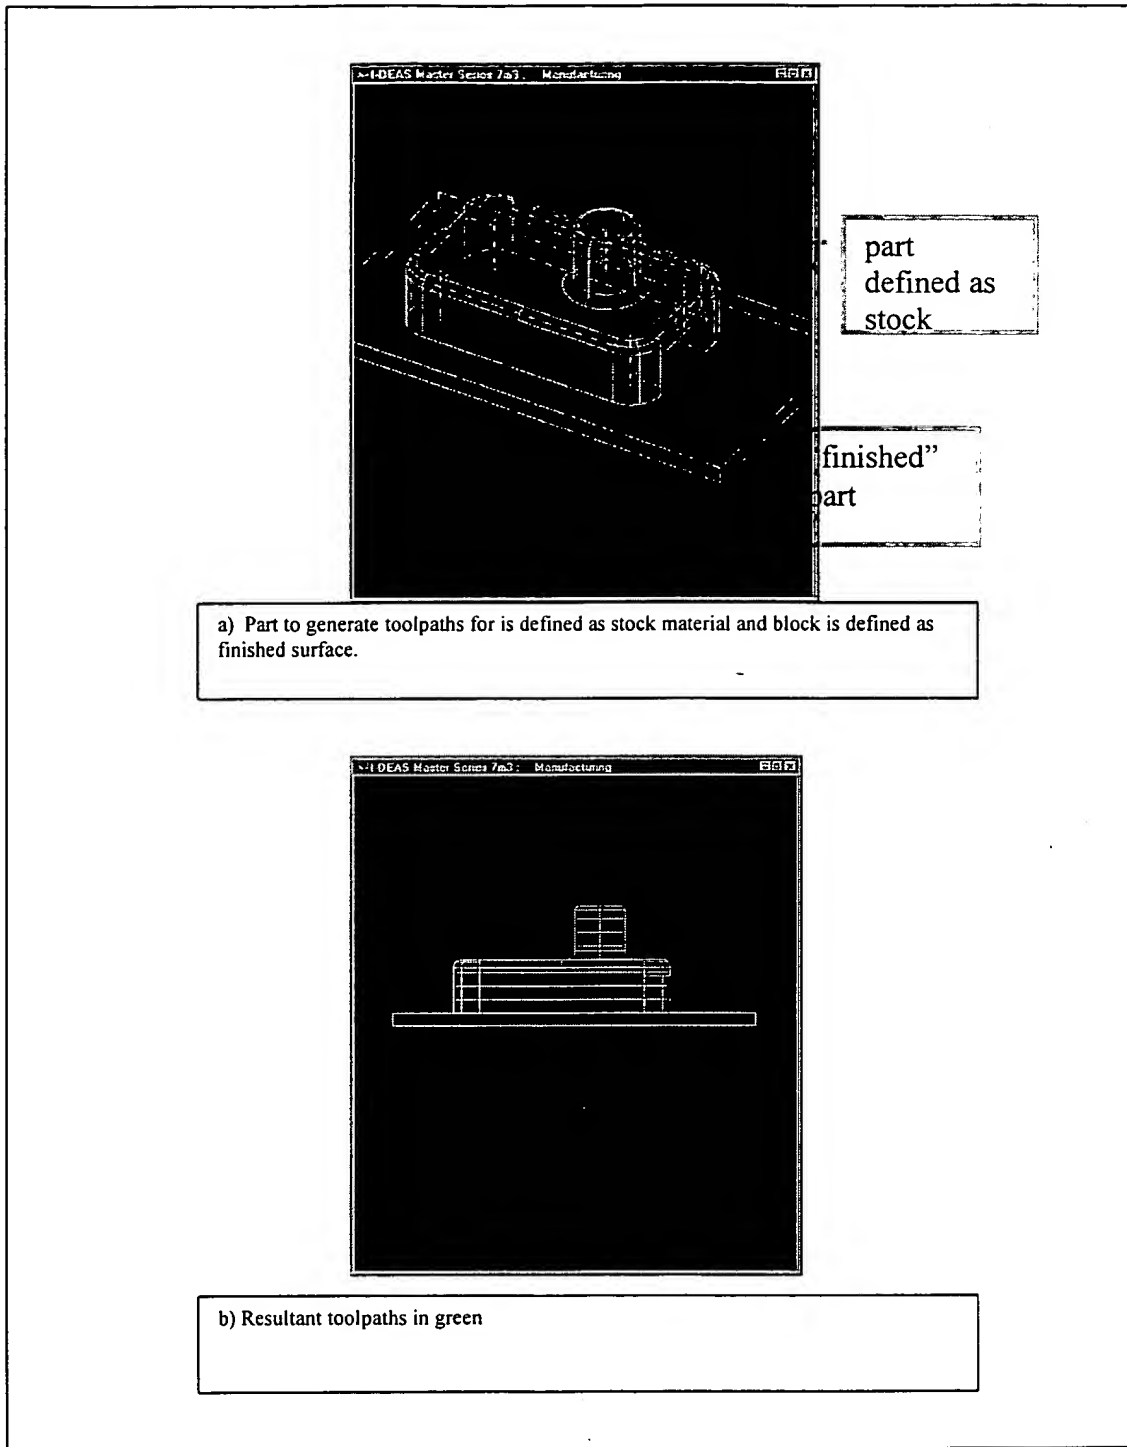 I-DEAS Master Series 7m3 : Manufacturing
part
defined as
stock
finished”
part
a) Part to generate toolpaths for is defined as stock material and block is defined as
finished surface.
I-DEAS Master Series 7m3 : Manufacturing
b) Resultant toolpaths in green